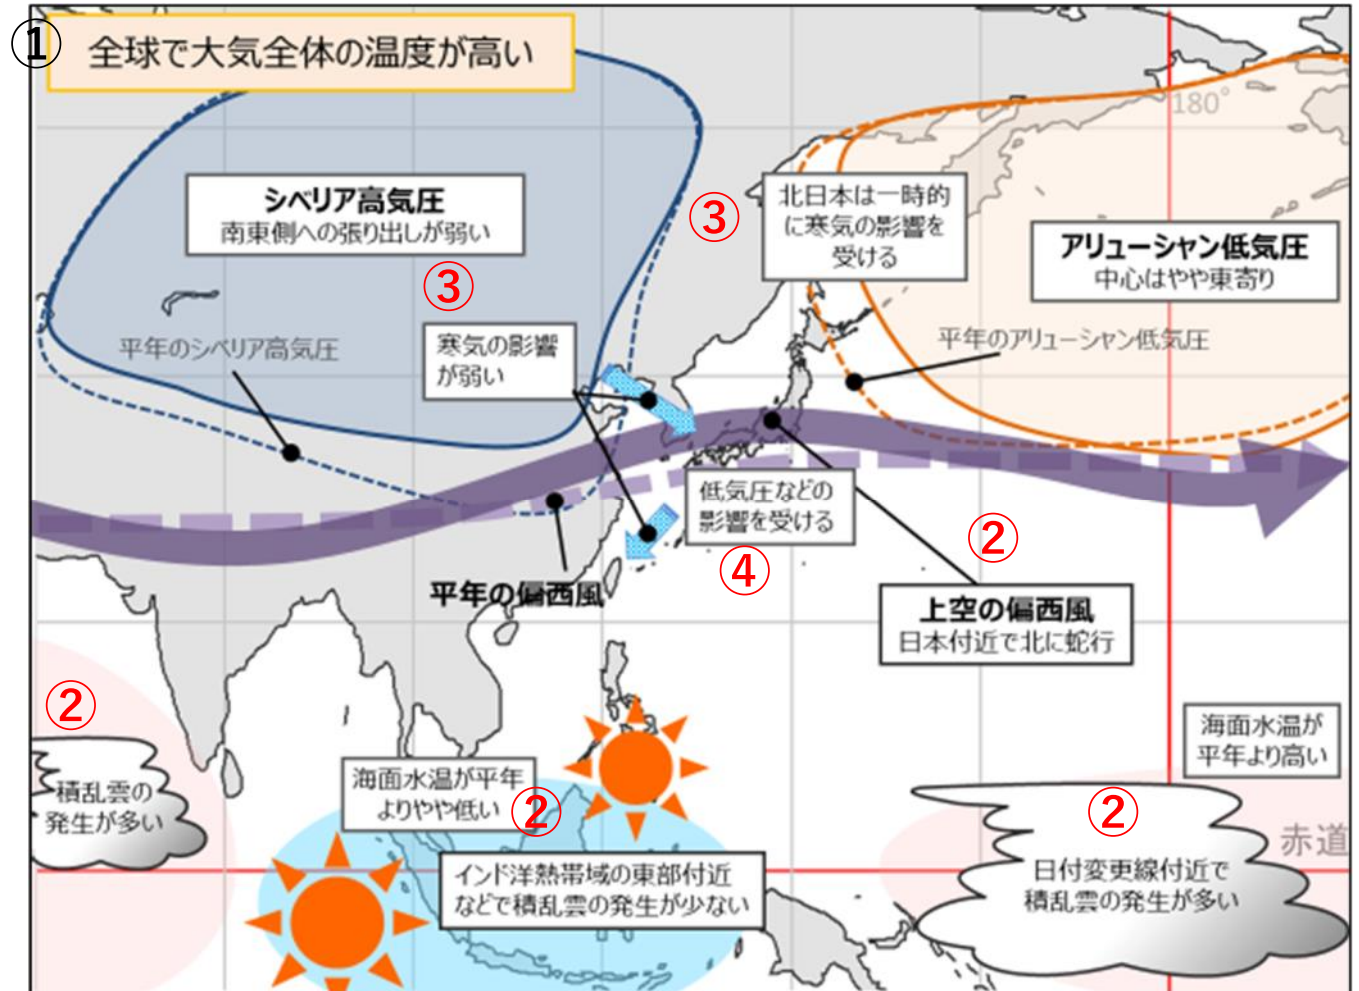 ①
全球で大気全体の温度が高い
180°
シベリア高気圧
南東側への張り出しが弱い
③
北日本は一時的
に寒気の影響を
受ける
アリューシャン低気圧
中心はやや東寄り
③
寒気の影響
が弱い
平年のシベリア高気圧
平年のアリューシャン低気圧
低気圧などの
影響を受ける
④
②
平年の偏西風
上空の偏西風
日本付近で北に蛇行
②
積乱雲の
発生が多い
海面水温が平年
よりやや低い
②
海面水温が
平年より高い
②
赤道
インド洋熱帯域の東部付近
などで積乱雲の発生が少ない
日付変更線付近で
積乱雲の発生が多い